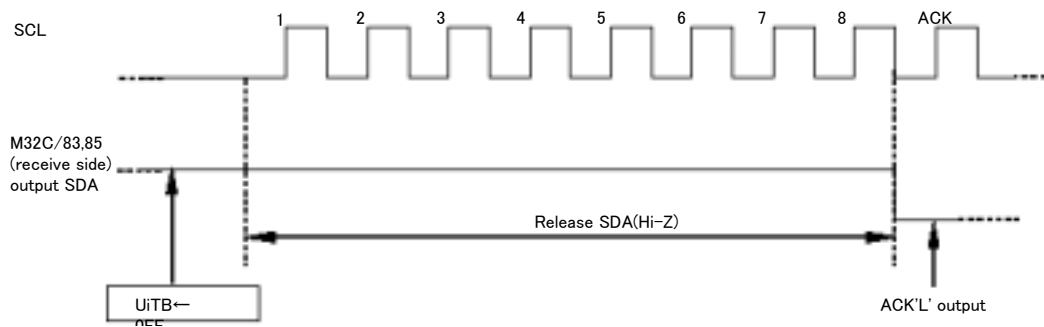 1 2 3 4 5 6 7 8 ACK
SCL
M32C/83,85
(receive side)
output SDA
Release SDA(Hi-Z)
UiTB←
ACK'L' output